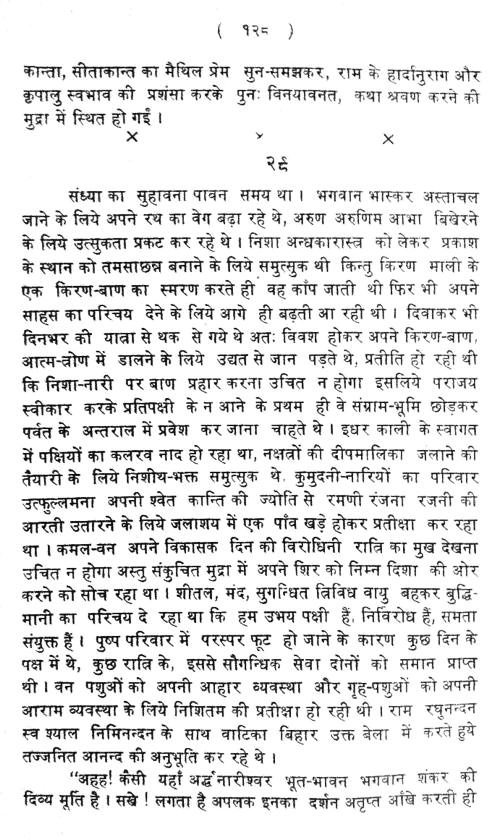 ( १२८ )
कान्ता, सीताकान्त का मैथिल प्रेम सुन-समझकर, राम के हार्दानुराग और
कृपालु स्वभाव की प्रशंसा करके पुनः विनयावनत, कथा श्रवण करने की
मुद्रा में स्थित हो गईं ।
× × ×
२९
संध्या का सुहावना पावन समय था । भगवान भास्कर अस्ताचल
जाने के लिये अपने रथ का वेग बढ़ा रहे थे, अरुण अरुणिम आभा बिखेरने
के लिये उत्सुकता प्रकट कर रहे थे । निशा अन्धकारास्त्र को लेकर प्रकाश
के स्थान को तमसाछन्न बनाने के लिये समुत्सुक थी किन्तु किरण माली के
एक किरण-बाण का स्मरण करते ही वह काँप जाती थी फिर भी अपने
साहस का परिचय देने के लिये आगे ही बढ़ती आ रही थी । दिवाकर भी
दिनभर की यात्रा से थक से गये थे अतः विवश होकर अपने किरण-बाण,
आत्म-त्रोण में डालने के लिये उद्यत से जान पड़ते थे, प्रतीति हो रही थी
कि निशा-नारी पर बाण प्रहार करना उचित न होगा इसलिये पराजय
स्वीकार करके प्रतिपक्षी के न आने के प्रथम ही वे संग्राम-भूमि छोड़कर
पर्वत के अन्तराल में प्रवेश कर जाना चाहते थे । इधर काली के स्वागत
में पक्षियों का कलरव नाद हो रहा था, नक्षत्रों की दीपमालिका जलाने की
तैयारी के लिये निशीथ-भक्त समुत्सुक थे, कुमुदनी-नारियों का परिवार
उत्फुल्लमना अपनी श्वेत कान्ति की ज्योति से रमणी रंजना रजनी की
आरती उतारने के लिये जलाशय में एक पाँव खड़े होकर प्रतीक्षा कर रहा
था । कमल-वन अपने विकासक दिन की विरोधिनी रात्रि का मुख देखना
उचित न होगा अस्तु संकुचित मुद्रा में अपने शिर को निम्न दिशा की ओर
करने को सोच रहा था । शीतल, मंद, सुगन्धित त्रिविध वायु बहकर बुद्धि-
मानी का परिचय दे रहा था कि हम उभय पक्षी हैं, निर्विरोध हैं, समता
संयुक्त हैं । पुष्प परिवार में परस्पर फूट हो जाने के कारण कुछ दिन के
पक्ष में थे, कुछ रात्रि के, इससे सौगन्धिक सेवा दोनों को समान प्राप्त
थी । वन पशुओं को अपनी आहार व्यवस्था और गृह-पशुओं को अपनी
आराम व्यवस्था के लिये निशितम की प्रतीक्षा हो रही थी । राम रघुनन्दन
स्व श्याल निमिनन्दन के साथ वाटिका बिहार उक्त बेला में करते हुये
तज्जनित आनन्द की अनुभूति कर रहे थे ।
“अहह! कैसी यहाँ अर्द्धनारीश्वर भूत-भावन भगवान शंकर की
दिव्य मूर्ति है । सखे ! लगता है अपलक इनका दर्शन अतृप्त आँखे करती ही